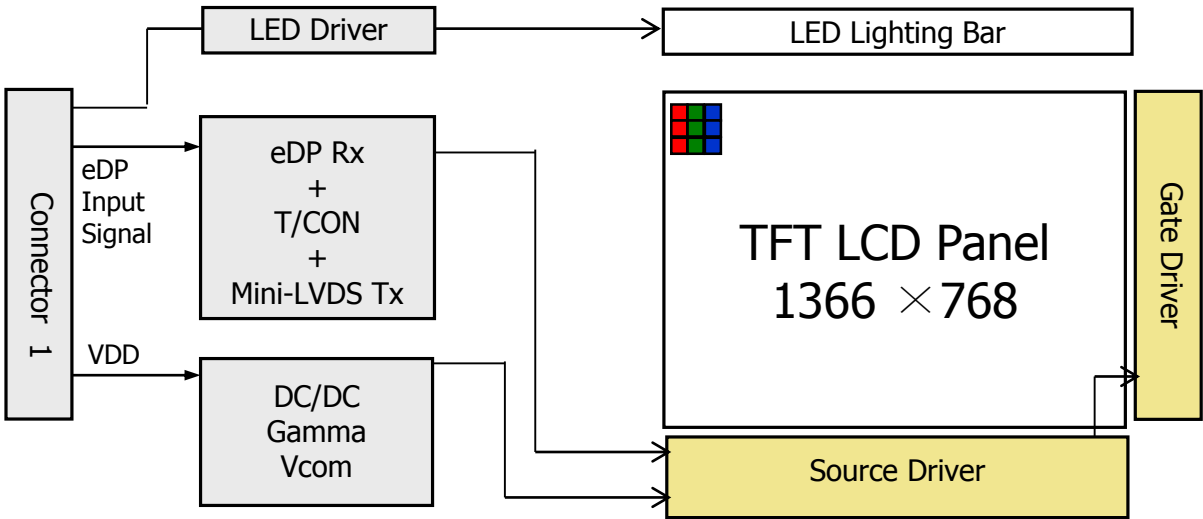 LED Driver
LED Lighting Bar
Connector 1
eDP
Input
Signal
eDP Rx
+
T/CON
+
Mini-LVDS Tx
TFT LCD Panel
1366 ×768
Gate Driver
VDD
DC/DC
Gamma
Vcom
Source Driver